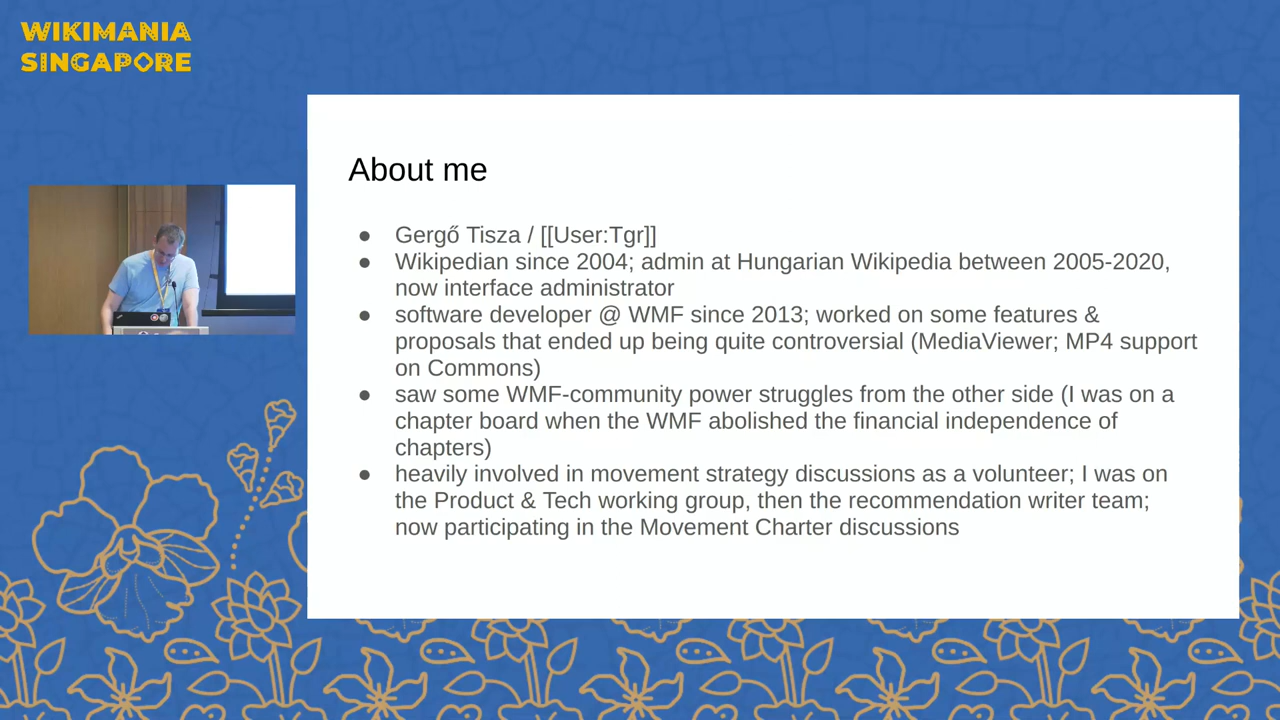 WIKIMANIA
SINGAPORE
About me
● Gergő Tisza / [[User:Tgr]]
● Wikipedian since 2004; admin at Hungarian Wikipedia between 2005-2020,
now interface administrator
● software developer @ WMF since 2013; worked on some features &
proposals that ended up being quite controversial (MediaViewer; MP4 support
on Commons)
● saw some WMF-community power struggles from the other side (I was on a
chapter board when the WMF abolished the financial independence of
chapters)
● heavily involved in movement strategy discussions as a volunteer; I was on
the Product & Tech working group, then the recommendation writer team;
now participating in the Movement Charter discussions